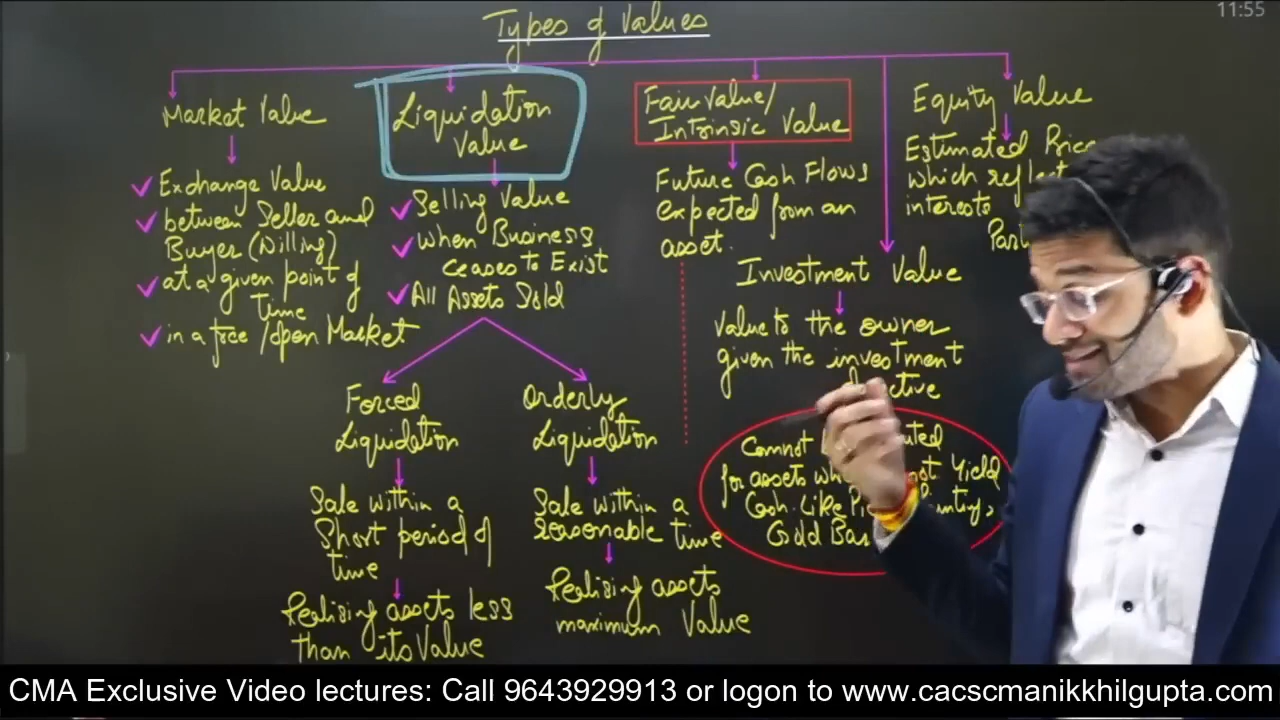 11:55
Types of Values
Market Value
Exchange Value
between Seller and
Buyer (Willing)
at a given point of
Time
in a free /open Market
Liquidation
Value
Selling Value
When Business
ceases to Exist
All Assets Sold
Forced
Liquidation
Sale within a
Short period of
time
Realising assets less
than its Value
Orderly
Liquidation
Sale within a
reasonable time
Realising assets
maximum Value
Fair Value/
Intrinsic Value
Future Cash Flows
expected from an
asset.
Cannot
for assets not Yield
Cash Like
Gold
Investment Value
Value to the owner
given the investment
Equity Value
Estimated
which
interests
CMA Exclusive Video lectures: Call 9643929913 or logon to www.cacscmanikkhilgupta.com